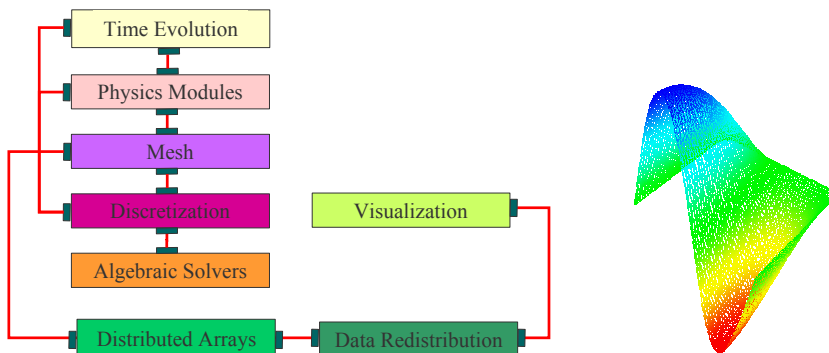 Time Evolution
Physics Modules
Mesh
Discretization
Visualization
Algebraic Solvers
Distributed Arrays
Data Redistribution